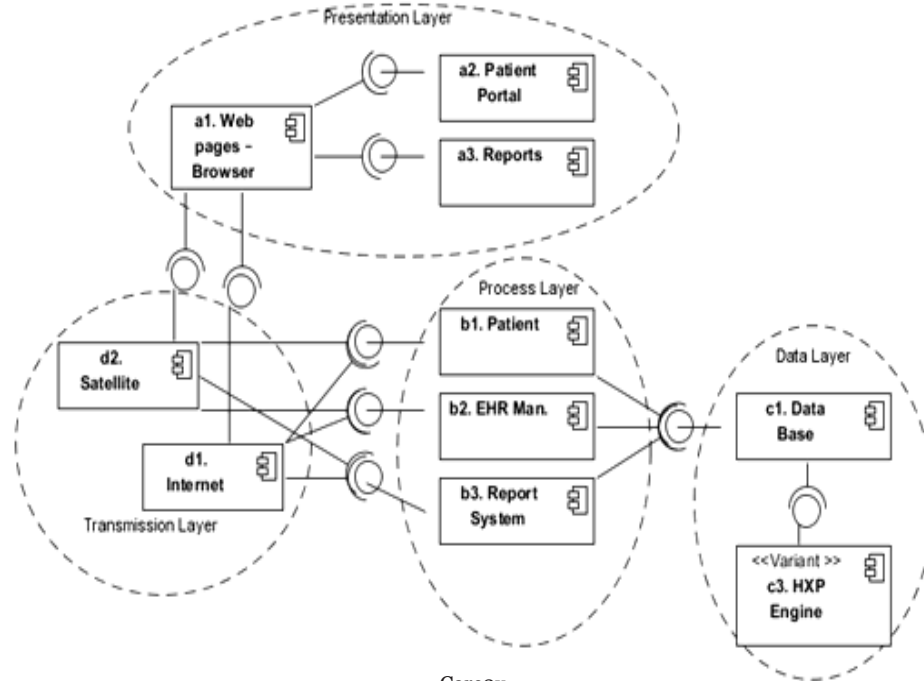 Presentation Layer
a2. Patient
Portal
a1. Web
pages –
Browser
a3. Reports
Process Layer
b1. Patient
d2.
Satellite
Data Layer
b2. EHR Man.
c1. Data
Base
d1.
Internet
b3. Report
System
Transmission Layer
<<Variant >>
c3. HXP
Engine